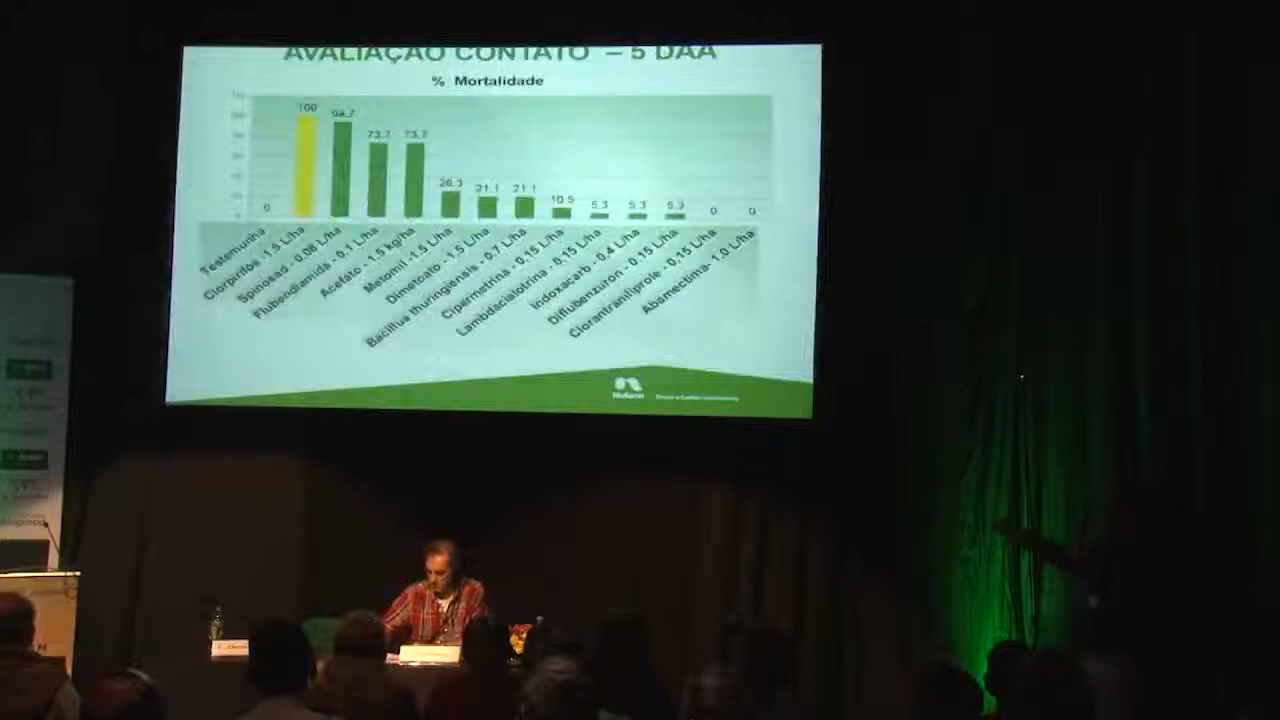 AVALIAÇÃO CONTATO – 5 DAA
% Mortalidade
0
100
94.7
73.7
73.7
26.3
21.1
21.1
10.5
5.3
5.3
5.3
0
0
Testemunha
Clorpirifós -1.5 L/ha
Spinosad - 0.08 L/ha
Flubendiamida - 0.1 L/ha
Acefato - 1.5 kg/ha
Metomil -1.5 L/ha
Dimetoato - 1.5 L/ha
Bacillus thuringiensis - 0.7 L/ha
Cipermetrina - 0.15 L/ha
Lambdacialotrina - 0.15 L/ha
Indoxacarb - 0.4 L/ha
Diflubenzuron - 0.15 L/ha
Clorantraniliprole - 0.15 L/ha
Abamectima- 1.0 L/ha
Nufarm